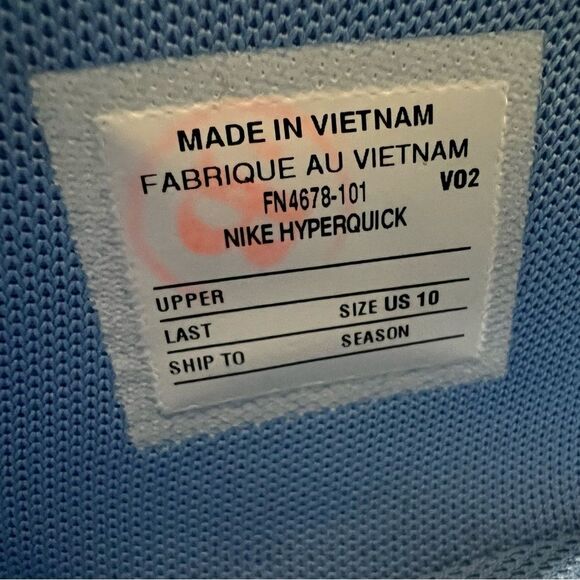 MADE IN VIETNAM
FABRIQUE AU VIETNAM
FN4678-101 V02
NIKE HYPERQUICK
UPPER
LAST SIZE US 10
SHIP TO SEASON